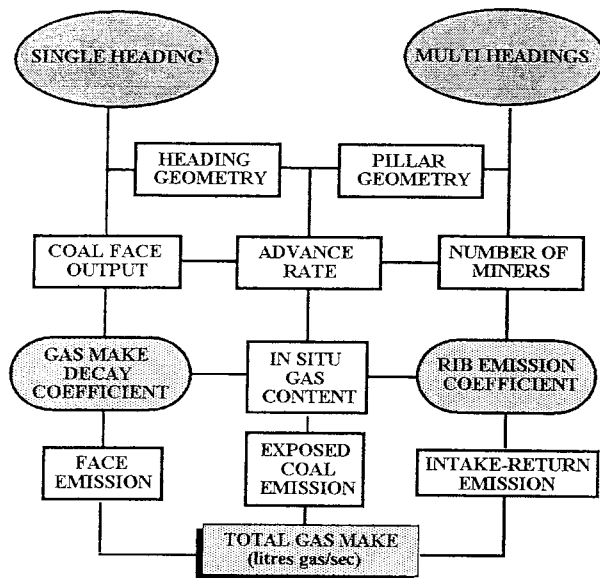 SINGLE HEADING
MULTI HEADINGS
HEADING
GEOMETRY
PILLAR
GEOMETRY
COAL FACE
OUTPUT
ADVANCE
RATE
NUMBER OF
MINERS
GAS MAKE
DECAY
COEFFICIENT
IN SITU
GAS
CONTENT
RIB EMISSION
COEFFICIENT
FACE
EMISSION
EXPOSED
COAL
EMISSION
INTAKE-RETURN
EMISSION
TOTAL GAS MAKE
(litres gas/sec)